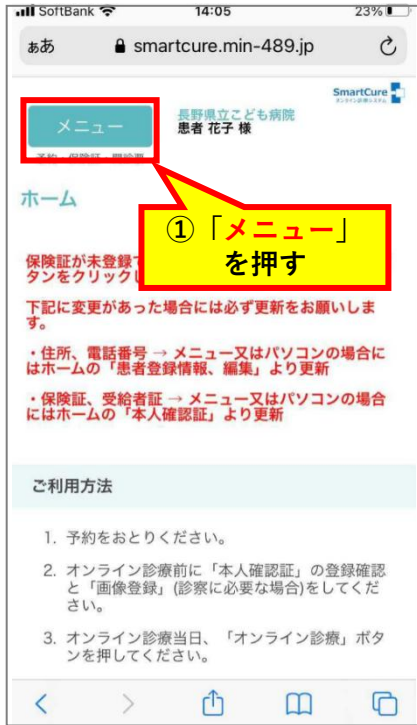 SoftBank 14:05 23%
ぁあ smartcure.min-489.jp
SmartCure
メニュー
長野県立こども病院
患者 花子 様
ホーム
①「メニュー」
を押す
保険証が未登録
タンをクリックし
下記に変更があった場合には必ず更新をお願いしま
す。
・住所、電話番号 → メニュー又はパソコンの場合に
はホームの「患者登録情報、編集」より更新
・保険証、受給者証 → メニュー又はパソコンの場合
にはホームの「本人確認証」より更新
ご利用方法
1. 予約をおとりください。
2. オンライン診療前に「本人確認証」の登録確認
と「画像登録」(診察に必要な場合)をしてくだ
さい。
3. オンライン診療当日、「オンライン診療」ボタ
ンを押してください。